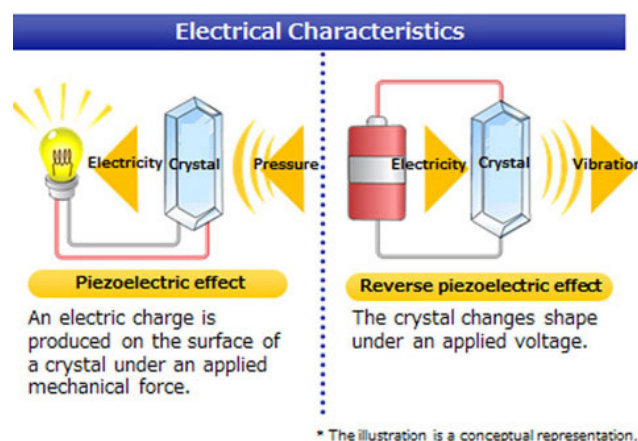 Electrical Characteristics
Electricity Crystal Pressure
Piezoelectric effect
An electric charge is
produced on the surface of
a crystal under an applied
mechanical force.
Electricity Crystal Vibration
Reverse piezoelectric effect
The crystal changes shape
under an applied voltage.
* The illustration is a conceptual representation.